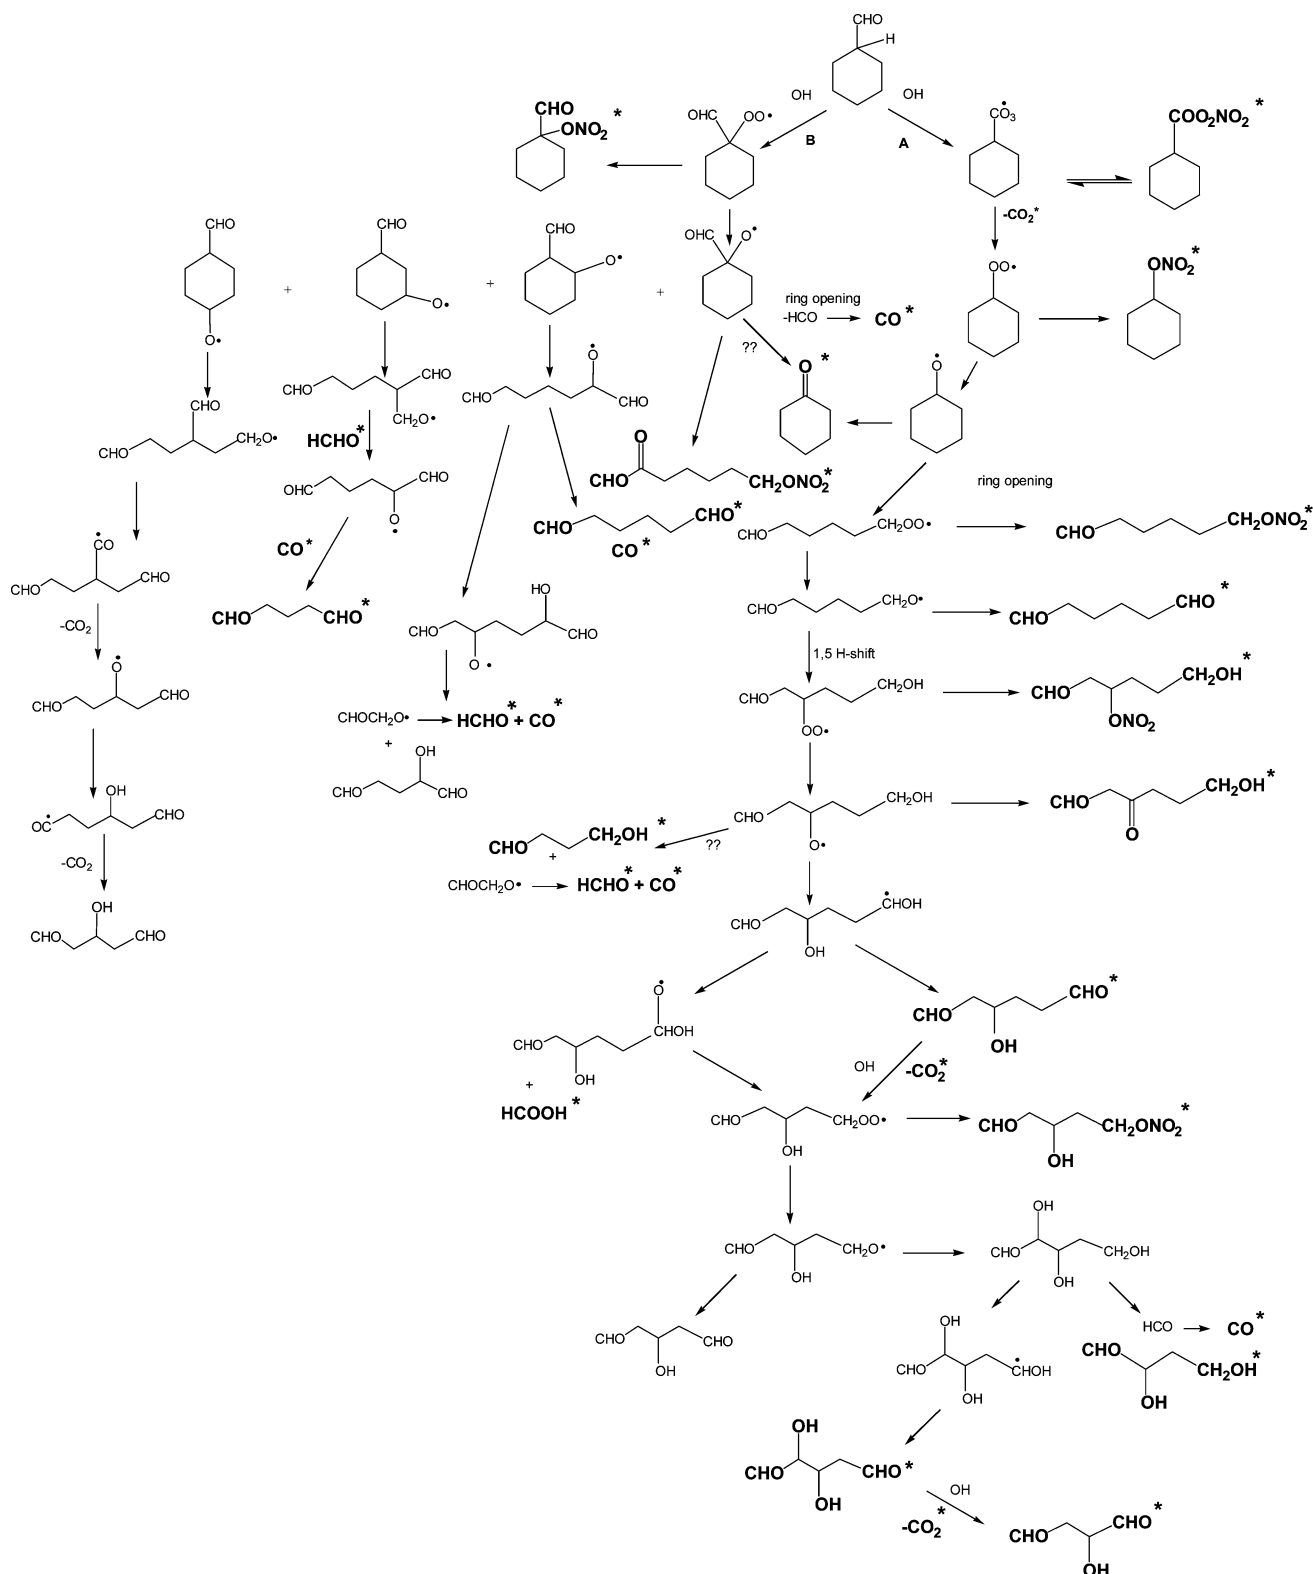 CHO
H
OH
OH
B
A
CHO
ONO2 *
OHC
OO•
CO3•
COO2NO2 *
-CO2*
CHO
O•
+
CHO
O•
+
CHO
O•
+
OHC
O•
ring opening
-HCO
CO*
OO•
ONO2*
??
O *
O•
CHO
CHO
CH2O•
CHO
CHO
CH2O•
HCHO*
CHO
O•
CHO
OHC
CHO
O•
CO*
O
CHO
CH2ONO2*
CHO
CHO*
CO*
ring opening
CHO
CH2OO•
CHO
CH2ONO2*
•CO
CHO
CHO
-CO2
CHO
CHO*
HO
CHO
CHO
O•
CHO
CH2O•
CHO
CHO*
1,5 H-shift
O•
CHO
CHO
CHO
CH2OH
OO•
CHO
CH2OH*
ONO2
CHOCH2O•
HCHO* + CO*
+
OH
CHO
CHO
OH
OC•
CHO
-CO2
CHO
CH2OH
O•
CHO
CH2OH*
O
??
CHO
CH2OH *
+
CHOCH2O•
HCHO* + CO*
OH
CHO
CHO
CHO
•CHOH
OH
O•
CHO
CHOH
OH
+
HCOOH*
CHO
CHO*
OH
OH
-CO2*
CHO
CH2OO•
OH
CHO
CH2ONO2*
OH
CHO
CH2O•
OH
OH
CHO
CH2OH
OH
CHO
CHO
OH
OH
CHO
•CHOH
OH
HCO
CO*
CHO
CH2OH*
OH
OH
CHO
CHO*
OH
OH
-CO2*
CHO
CHO*
OH